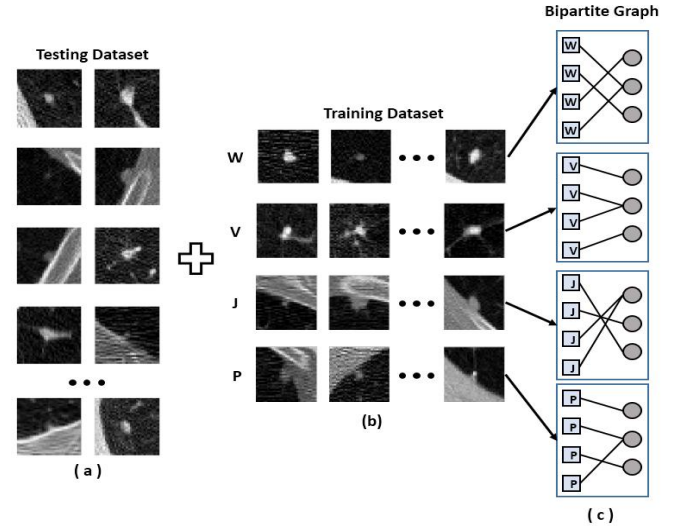 Bipartite Graph
Testing Dataset
Training Dataset
W
V
J
P
W
W
W
W
V
V
V
V
J
J
J
J
P
P
P
P
( a )
(b)
( c )